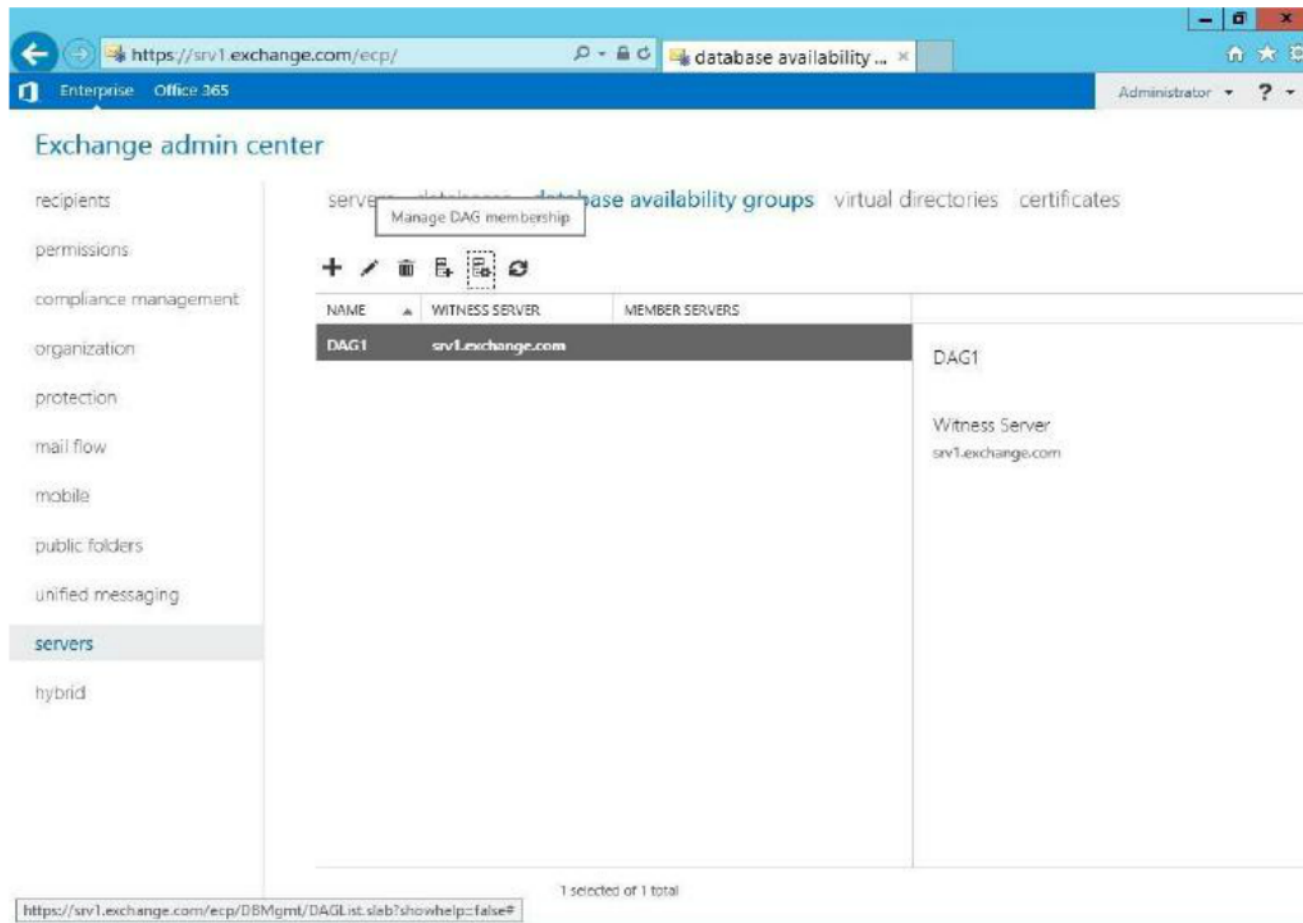 https://srv1.exchange.com/ecp/
database availability ...
Enterprise Office 365
Administrator ?
Exchange admin center
recipients
permissions
compliance management
organization
protection
mail flow
mobile
public folders
unified messaging
servers
hybrid
database availability groups virtual directories certificates
Manage DAG membership
NAME WITNESS SERVER MEMBER SERVERS
DAG1 srv1.exchange.com
DAG1
Witness Server
srv1.exchange.com
1 selected of 1 total
https://srv1.exchange.com/ecp/DBMgmt/DAGList.slab?showhelp=false#